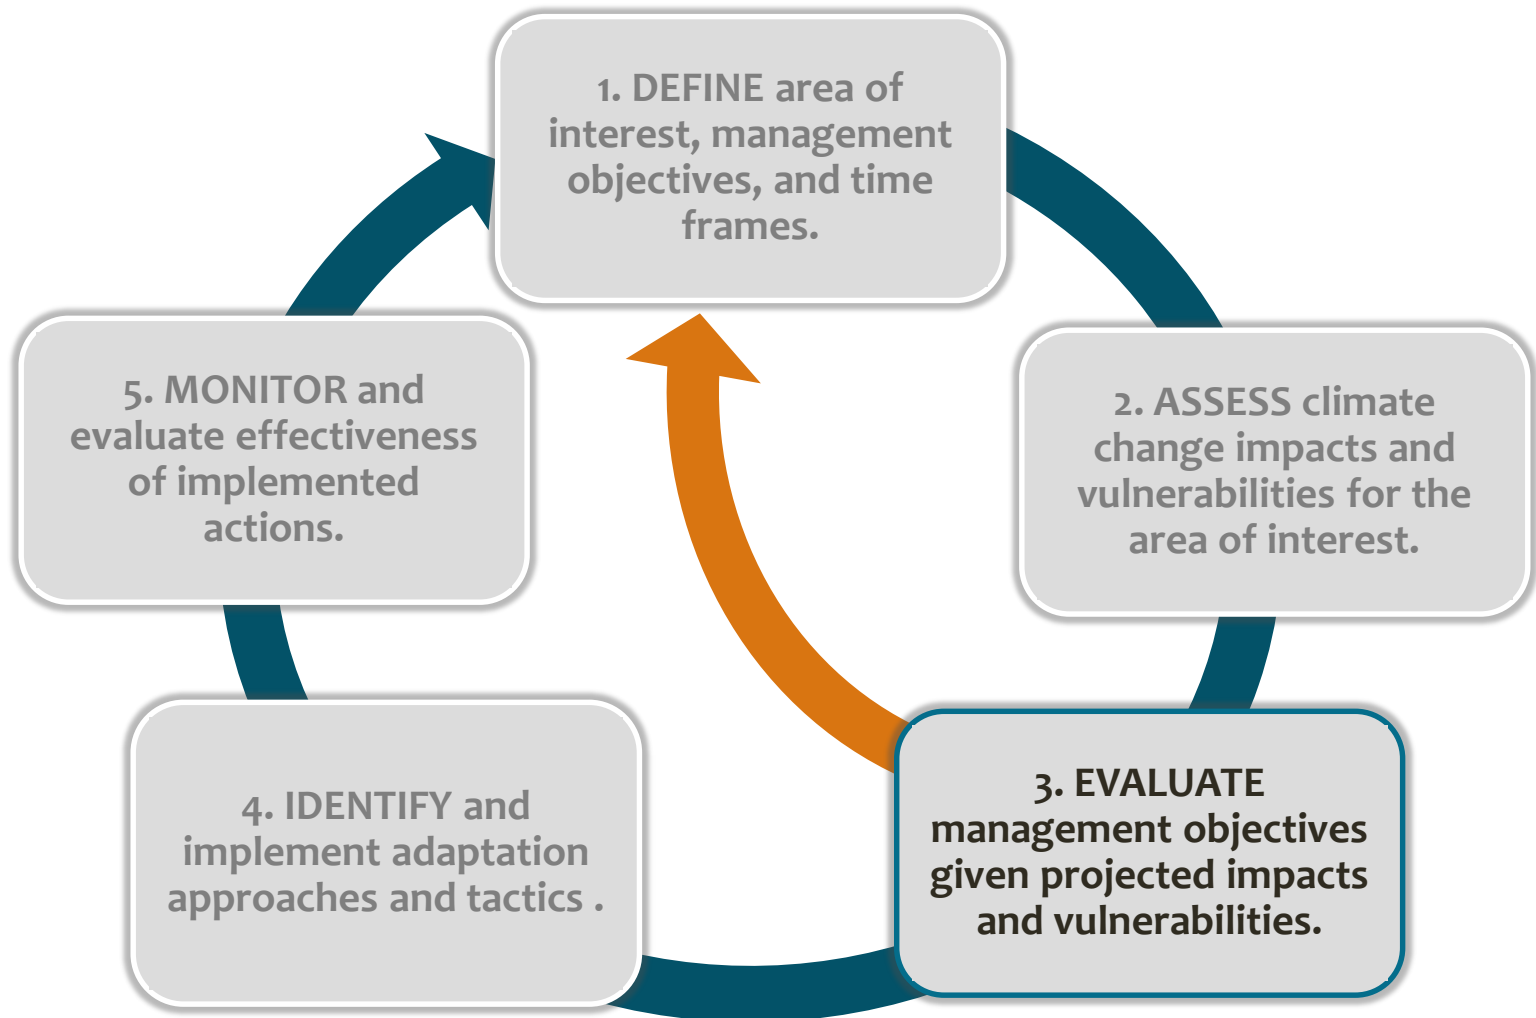 1. DEFINE area of
interest, management
objectives, and time
frames.
2. ASSESS climate
change impacts and
vulnerabilities for the
area of interest.
3. EVALUATE
management objectives
given projected impacts
and vulnerabilities.
4. IDENTIFY and
implement adaptation
approaches and tactics .
5. MONITOR and
evaluate effectiveness
of implemented
actions.